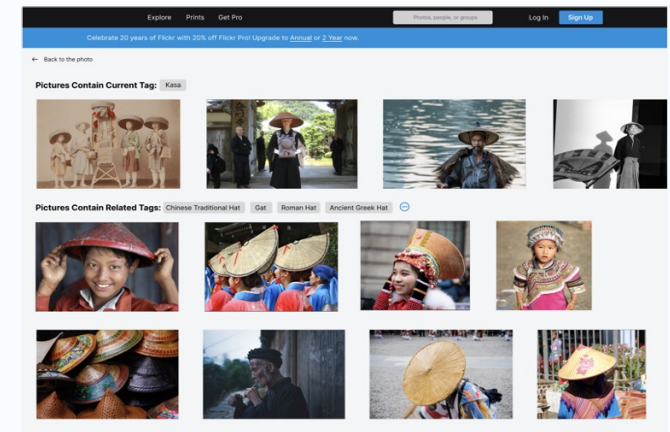 Explore Prints Get Pro Photos, people, or groups Log In Sign Up
Celebrate 20 years of Flickr with 20% off Flickr Pro! Upgrade to Annual or 2 Year now.
← Back to the photo
Pictures Contain Current Tag: Kasa
Pictures Contain Related Tags: Chinese Traditional Hat Gat Roman Hat Ancient Greek Hat